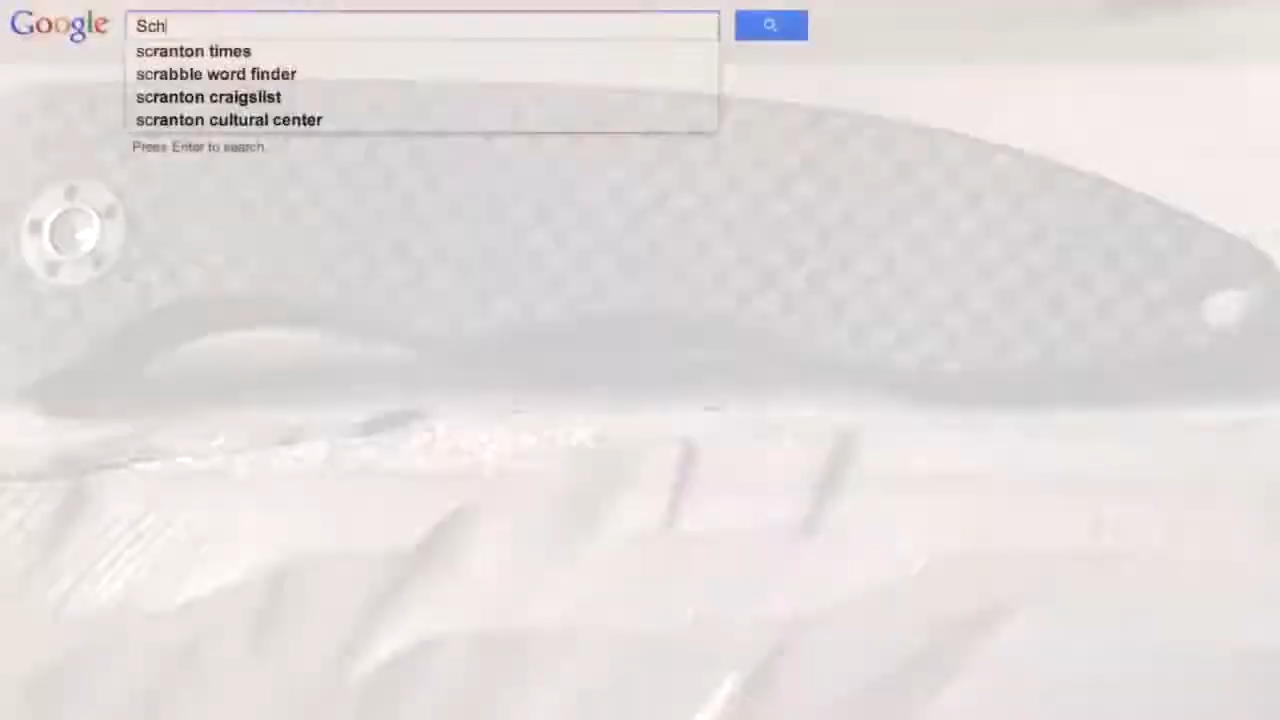 Google Sch
scranton times
scrabble word finder
scranton craigslist
scranton cultural center
Press Enter to search.